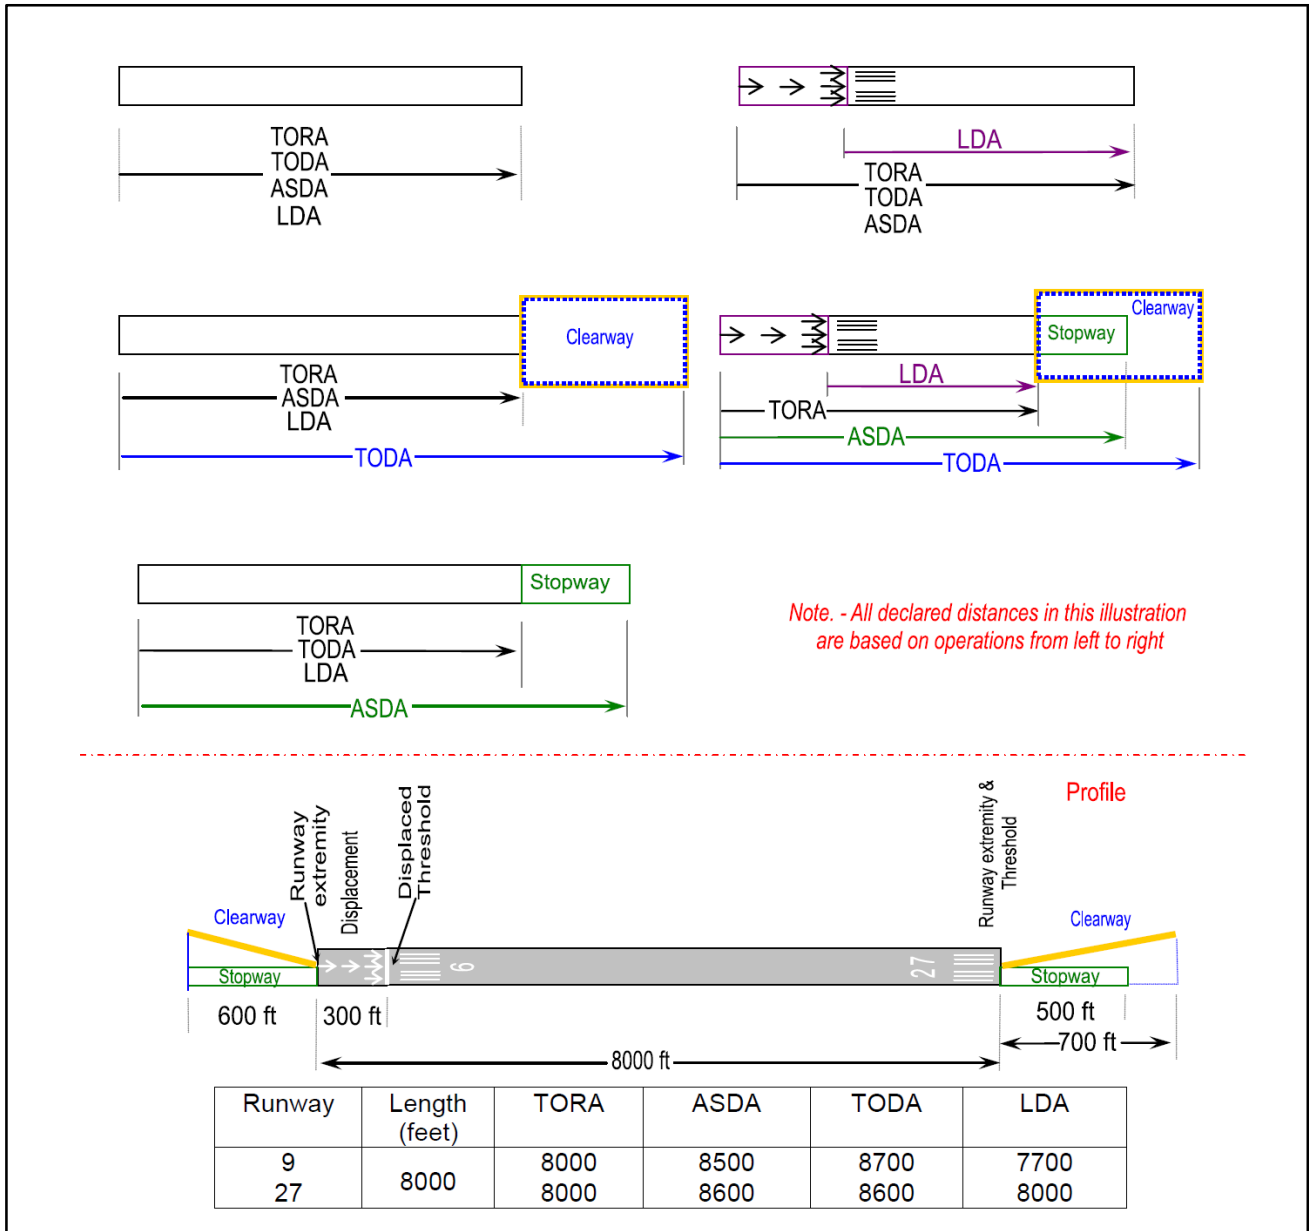 TORA
TODA
ASDA
LDA
LDA
TORA
TODA
ASDA
Clearway
TORA
ASDA
LDA
TODA
Clearway
Stopway
LDA
TORA
ASDA
TODA
Stopway
TORA
TODA
LDA
ASDA
Note. - All declared distances in this illustration
are based on operations from left to right
Profile
Runway
extremity
Displacement
Displaced
Threshold
Runway extremity &
Threshold
Clearway
Clearway
Stopway
9
27
Stopway
600 ft
300 ft
500 ft
700 ft
8000 ft
Runway Length (feet) TORA ASDA TODA LDA
9 8000 8000 8500 8700 7700
27 8000 8600 8600 8000